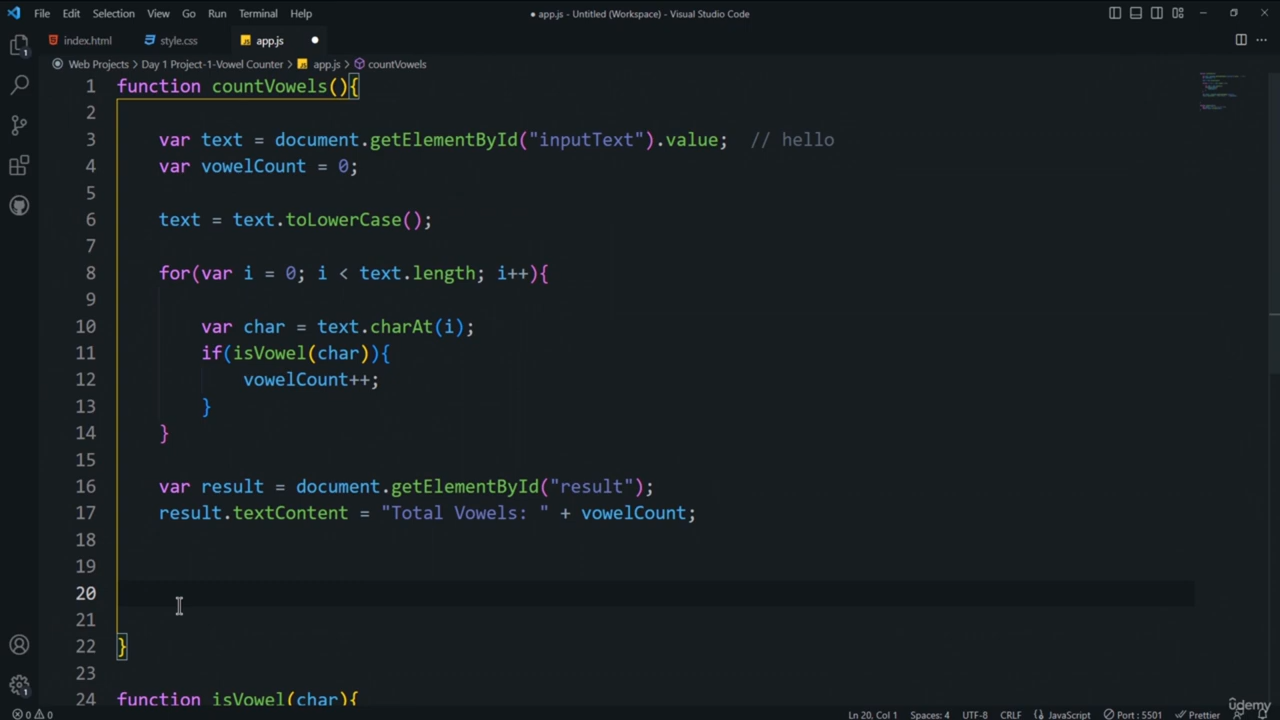 File Edit Selection View Go Run Terminal Help
● app.js - Untitled (Workspace) - Visual Studio Code
index.html style.css JS app.js
Web Projects > Day 1 Project-1-Vowel Counter > JS app.js > countVowels
1 function countVowels(){
2
3 var text = document.getElementById("inputText").value; // hello
4 var vowelCount = 0;
5
6 text = text.toLowerCase();
7
8 for(var i = 0; i < text.length; i++){
9
10 var char = text.charAt(i);
11 if(isVowel(char)){
12 vowelCount++;
13 }
14 }
15
16 var result = document.getElementById("result");
17 result.textContent = "Total Vowels: " + vowelCount;
18
19
20
21
22 }
23
24 function isVowel(char){
0 0 Ln 20, Col 1 Spaces: 4 UTF-8 CRLF JavaScript Port : 5501 Prettier
udemy